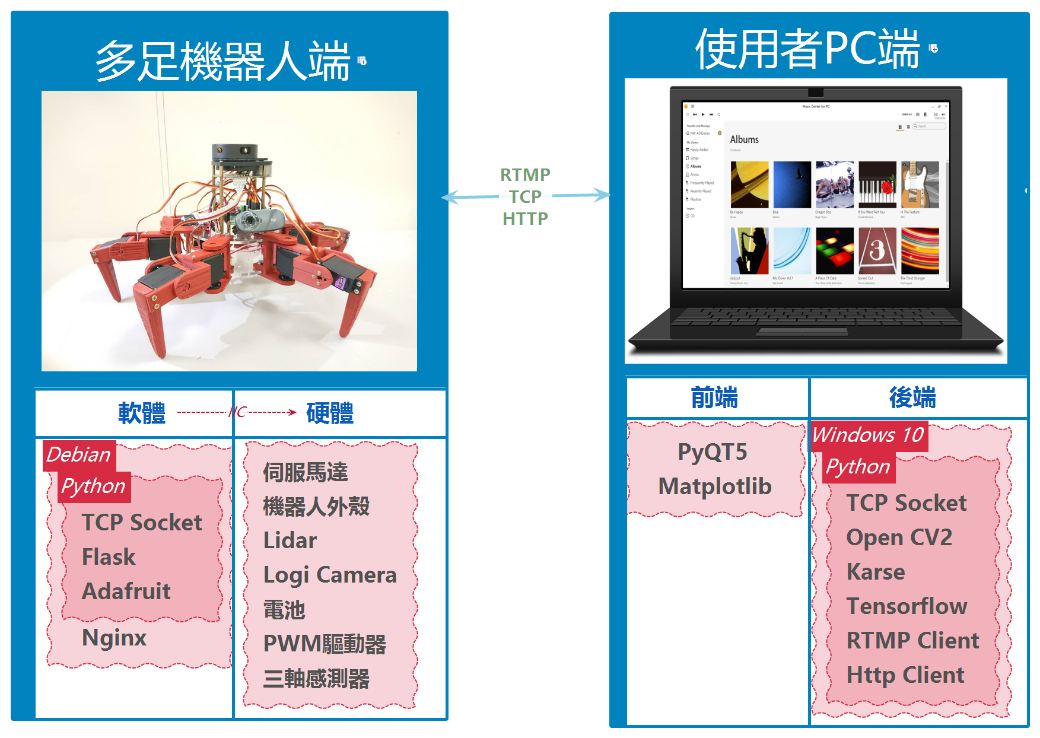 多足機器人端
使用者PC端
RTMP
TCP
HTTP
Albums
軟體
IIC
硬體
Debian
Python
TCP Socket
Flask
Adafruit
Nginx
伺服馬達
機器人外殼
Lidar
Logi Camera
電池
PWM驅動器
三軸感測器
前端
後端
PyQT5
Matplotlib
Windows 10
Python
TCP Socket
Open CV2
Karse
Tensorflow
RTMP Client
Http Client